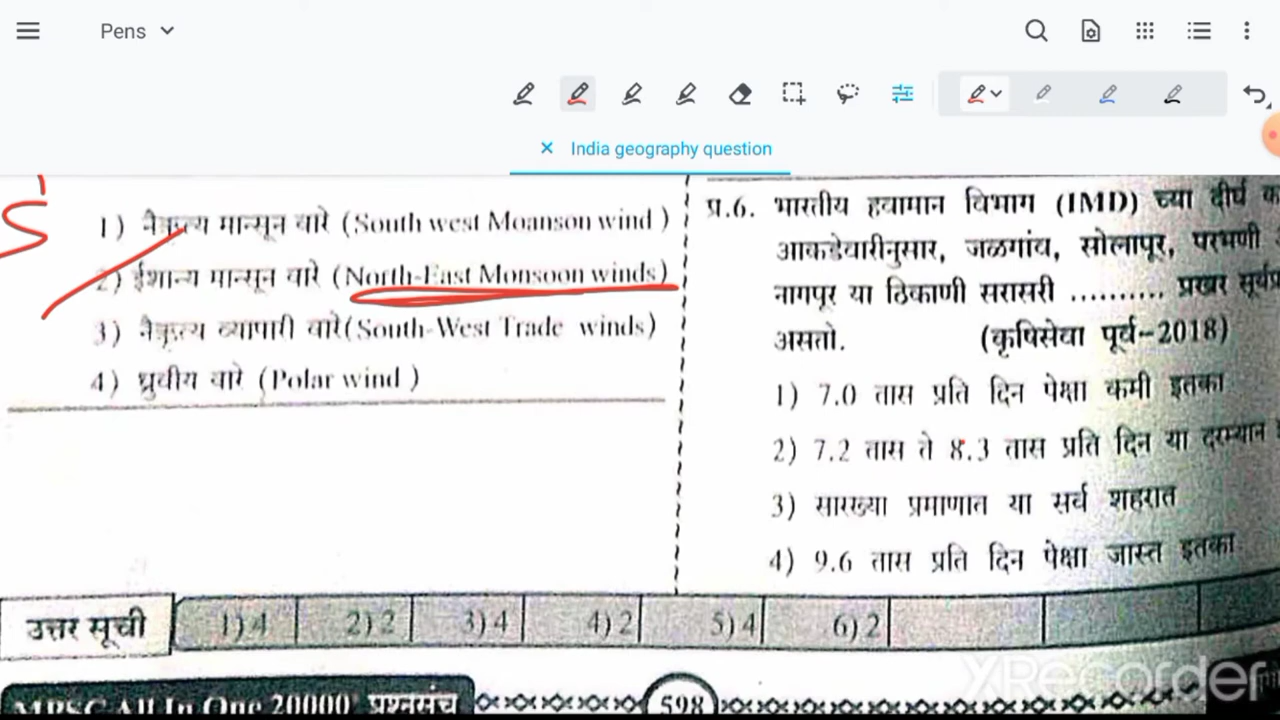 Pens
India geography question
1) नैऋत्य मान्सून वारे (South west Moanson wind )
2) ईशान्य मान्सून वारे (North-East Monsoon winds)
3) नैऋत्य व्यापारी वारे(South-West Trade winds)
4) ध्रुवीय वारे (Polar wind )
प्र.6. भारतीय हवामान विभाग (IMD) च्या दीर्घ
आकडेवारीनुसार, जळगांव, सोलापूर, परभणी
नागपूर या ठिकाणी सरासरी .......... प्रखर
असतो. (कृषिसेवा पूर्व-2018)
1) 7.0 तास प्रति दिन पेक्षा कमी इतका
2) 7.2 तास ते 8.3 तास प्रति दिन या दरम्यान
3) सारख्या प्रमाणात या सर्व शहरात
4) 9.6 तास प्रति दिन पेक्षा जास्त इतका
उत्तर सूची 1) 4 2) 2 3) 4 4) 2 5) 4 6) 2
MPSC All In One 20000+ प्रश्नसंच 598
XRecorder